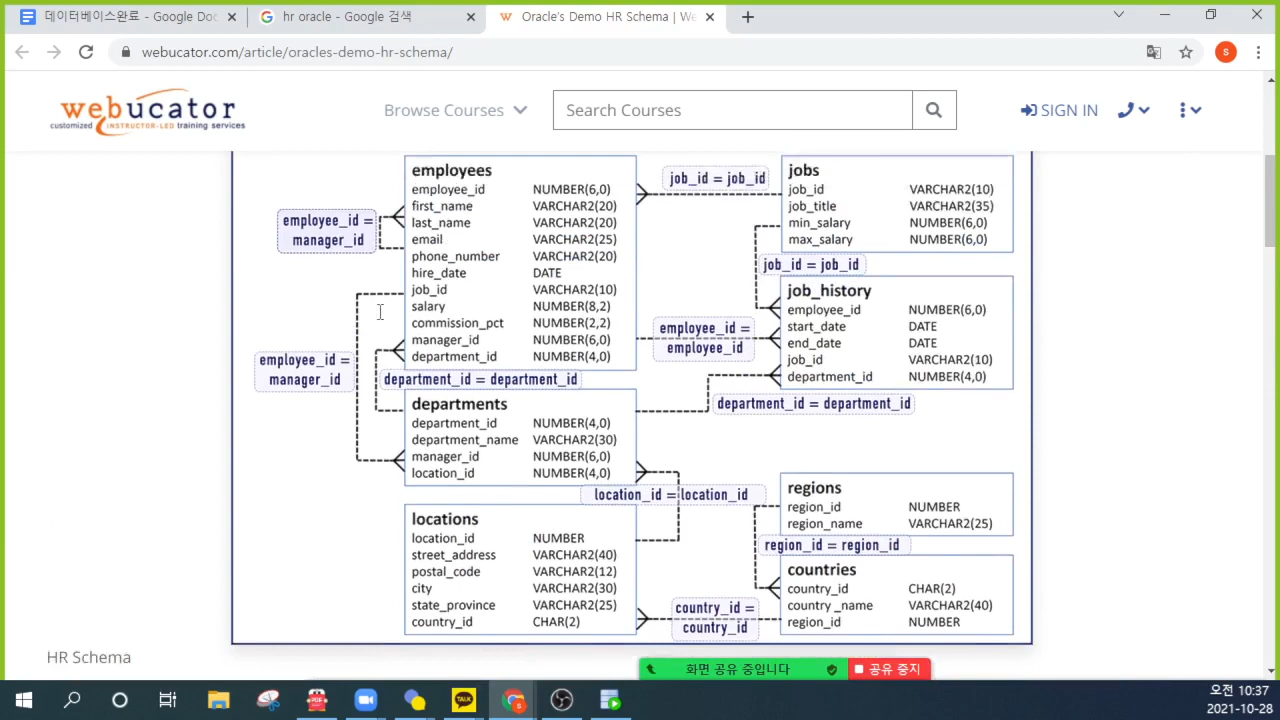 데이터베이스완료 - Google Doc
hr oracle - Google 검색
Oracle's Demo HR Schema | We
webucator.com/article/oracles-demo-hr-schema/
S
webucator
customized INSTRUCTOR-LED training services
Browse Courses
Search Courses
SIGN IN
employees
employee_id NUMBER(6,0)
first_name VARCHAR2(20)
last_name VARCHAR2(20)
email VARCHAR2(25)
phone_number VARCHAR2(20)
hire_date DATE
job_id VARCHAR2(10)
salary NUMBER(8,2)
commission_pct NUMBER(2,2)
manager_id NUMBER(6,0)
department_id NUMBER(4,0)
job_id = job_id
jobs
job_id VARCHAR2(10)
job_title VARCHAR2(35)
min_salary NUMBER(6,0)
max_salary NUMBER(6,0)
employee_id =
manager_id
job_id = job_id
job_history
employee_id NUMBER(6,0)
start_date DATE
end_date DATE
job_id VARCHAR2(10)
department_id NUMBER(4,0)
employee_id =
employee_id
employee_id =
manager_id
department_id = department_id
department_id = department_id
departments
department_id NUMBER(4,0)
department_name VARCHAR2(30)
manager_id NUMBER(6,0)
location_id NUMBER(4,0)
location_id = location_id
regions
region_id NUMBER
region_name VARCHAR2(25)
region_id = region_id
locations
location_id NUMBER
street_address VARCHAR2(40)
postal_code VARCHAR2(12)
city VARCHAR2(30)
state_province VARCHAR2(25)
country_id CHAR(2)
countries
country_id CHAR(2)
country _name VARCHAR2(40)
region_id NUMBER
country_id =
country_id
HR Schema
화면 공유 중입니다
공유 중지
PDF
TALK
S
오전 10:37
2021-10-28